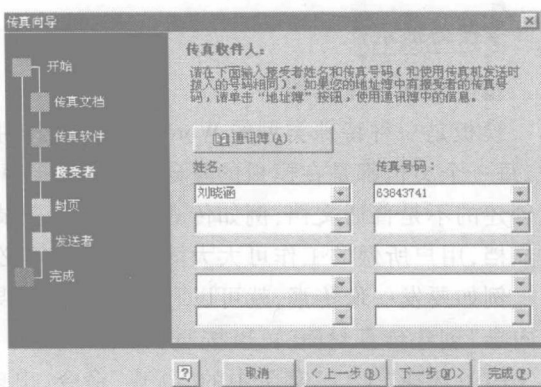 传真向导
开始
传真文档
传真软件
接受者
封页
发送者
完成
传真收件人：
请在下面输入接受者姓名和传真号码（和使用传真机发送时
拨入的号码相同）。如果您的地址簿中有接受者的传真号
码，请单击“地址簿”按钮，使用通讯簿中的信息。
通讯簿(A)
姓名：
传真号码：
刘晓涵
63843741
取消
<上一步(B)
下一步(N)>
完成(F)